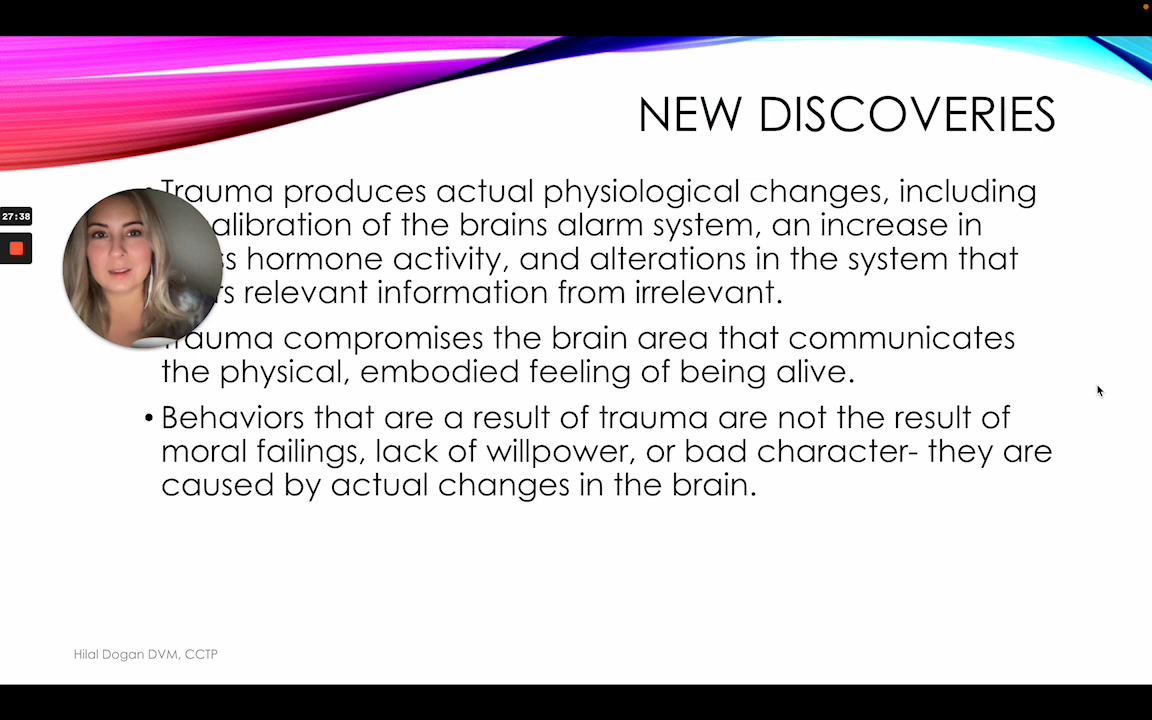 NEW DISCOVERIES
Trauma produces actual physiological changes, including
of the brains alarm system, an increase in
hormone activity, and alterations in the system that
relevant information from irrelevant.
Trauma compromises the brain area that communicates
the physical, embodied feeling of being alive.
• Behaviors that are a result of trauma are not the result of
moral failings, lack of willpower, or bad character- they are
caused by actual changes in the brain.
27:38
Hilal Dogan DVM, CCTP